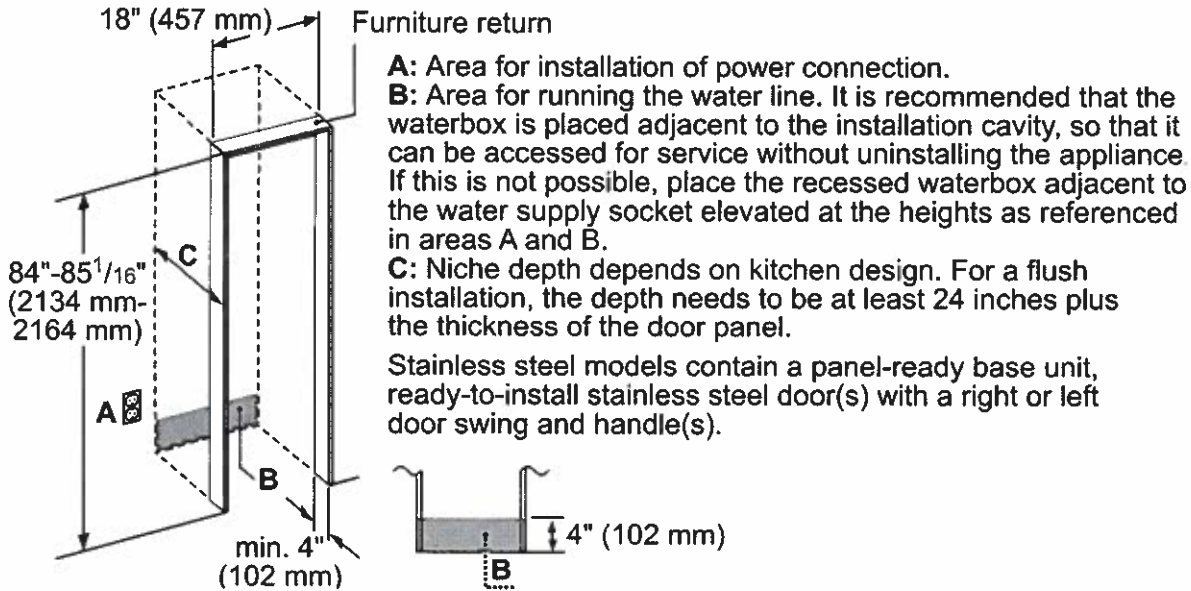 18" (457 mm)
Furniture return
A: Area for installation of power connection.
B: Area for running the water line. It is recommended that the
waterbox is placed adjacent to the installation cavity, so that it
can be accessed for service without uninstalling the appliance.
If this is not possible, place the recessed waterbox adjacent to
the water supply socket elevated at the heights as referenced
in areas A and B.
C: Niche depth depends on kitchen design. For a flush
installation, the depth needs to be at least 24 inches plus
the thickness of the door panel.
Stainless steel models contain a panel-ready base unit,
ready-to-install stainless steel door(s) with a right or left
door swing and handle(s).
C
84"-85 1/16"
(2134 mm-
2164 mm)
A
B
min. 4"
(102 mm)
4" (102 mm)
B